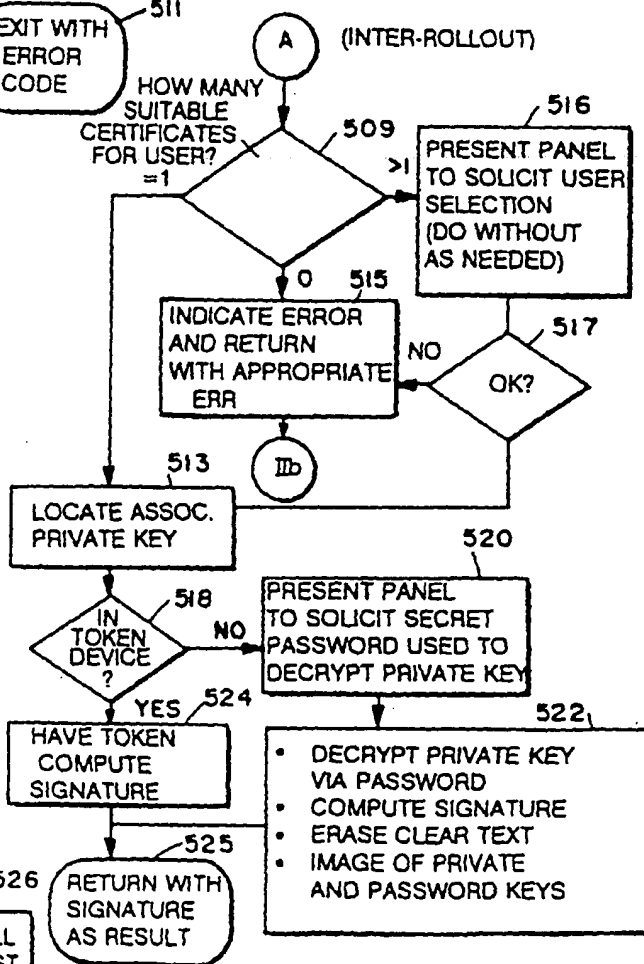 511
EXIT WITH
ERROR
CODE
A
(INTER-ROLLOUT)
HOW MANY
SUITABLE
CERTIFICATES
FOR USER?
509
=1
>1
0
516
PRESENT PANEL
TO SOLICIT USER
SELECTION
(DO WITHOUT
AS NEEDED)
515
INDICATE ERROR
AND RETURN
WITH APPROPRIATE
ERR
517
NO
OK?
IIb
513
LOCATE ASSOC.
PRIVATE KEY
518
IN
TOKEN
DEVICE
?
NO
YES
520
PRESENT PANEL
TO SOLICIT SECRET
PASSWORD USED TO
DECRYPT PRIVATE KEY
524
HAVE TOKEN
COMPUTE
SIGNATURE
522
• DECRYPT PRIVATE KEY
VIA PASSWORD
• COMPUTE SIGNATURE
• ERASE CLEAR TEXT
• IMAGE OF PRIVATE
AND PASSWORD KEYS
525
RETURN WITH
SIGNATURE
AS RESULT
526